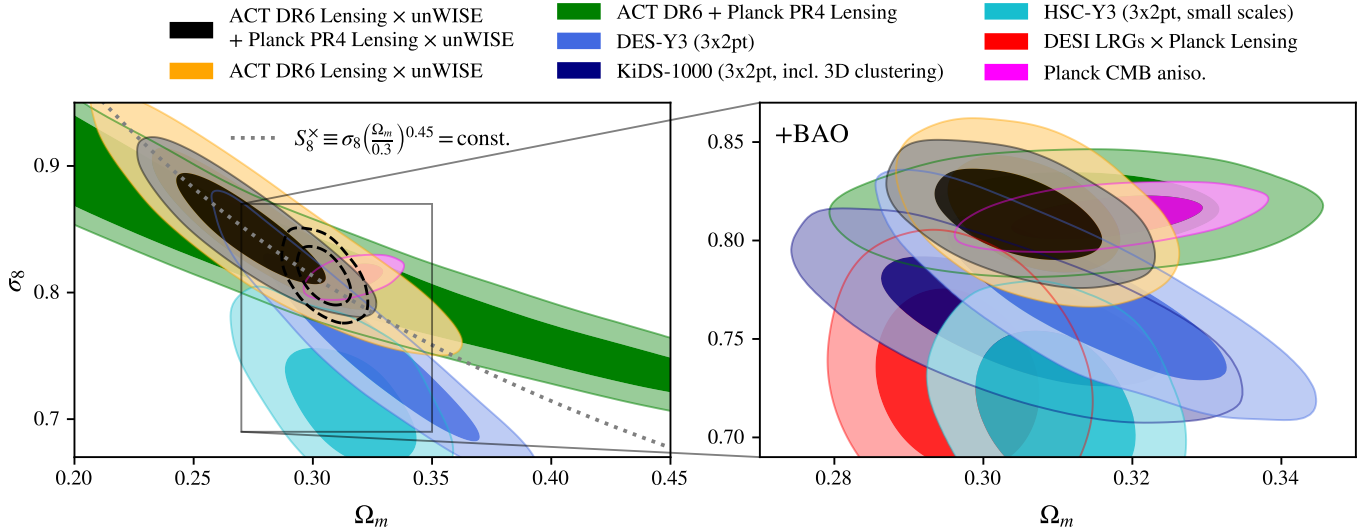 ACT DR6 Lensing × unWISE
+ Planck PR4 Lensing × unWISE
ACT DR6 Lensing × unWISE
ACT DR6 + Planck PR4 Lensing
DES-Y3 (3x2pt)
KiDS-1000 (3x2pt, incl. 3D clustering)
HSC-Y3 (3x2pt, small scales)
DESI LRGs × Planck Lensing
Planck CMB aniso.
S₈^× ≡ σ₈(Ωₘ/0.3)^0.45 = const.
0.9
0.8
0.7
σ₈
0.20
0.25
0.30
0.35
0.40
0.45
Ωₘ
+BAO
0.85
0.80
0.75
0.70
0.28
0.30
0.32
0.34
Ωₘ